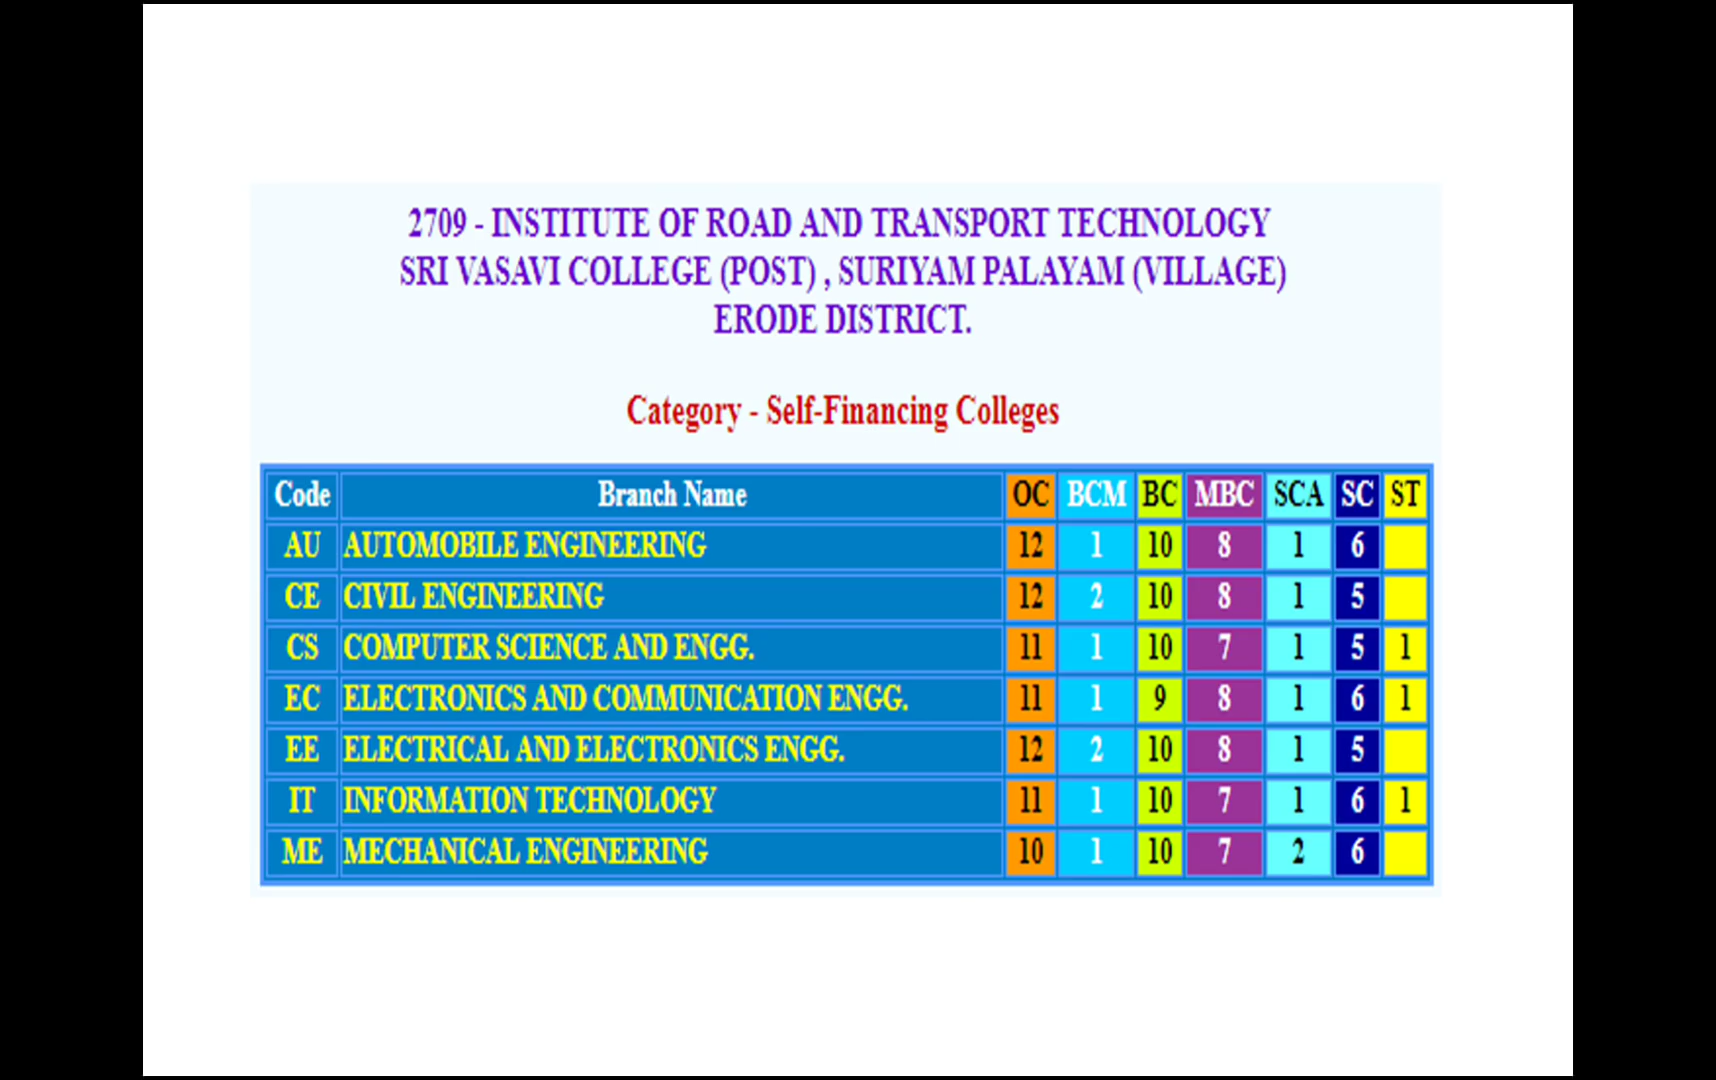 2709 - INSTITUTE OF ROAD AND TRANSPORT TECHNOLOGY
SRI VASAVI COLLEGE (POST) , SURIYAM PALAYAM (VILLAGE)
ERODE DISTRICT.
Category - Self-Financing Colleges
Code Branch Name OC BCM BC MBC SCA SC ST
AU AUTOMOBILE ENGINEERING 12 1 10 8 1 6
CE CIVIL ENGINEERING 12 2 10 8 1 5
CS COMPUTER SCIENCE AND ENGG. 11 1 10 7 1 5 1
EC ELECTRONICS AND COMMUNICATION ENGG. 11 1 9 8 1 6 1
EE ELECTRICAL AND ELECTRONICS ENGG. 12 2 10 8 1 5
IT INFORMATION TECHNOLOGY 11 1 10 7 1 6 1
ME MECHANICAL ENGINEERING 10 1 10 7 2 6